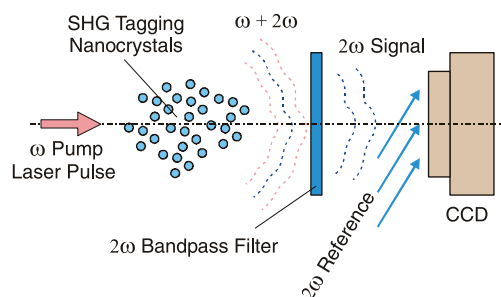 SHG Tagging
Nanocrystals
ω + 2ω
2ω Signal
ω Pump
Laser Pulse
2ω Bandpass Filter
2ω Reference
CCD